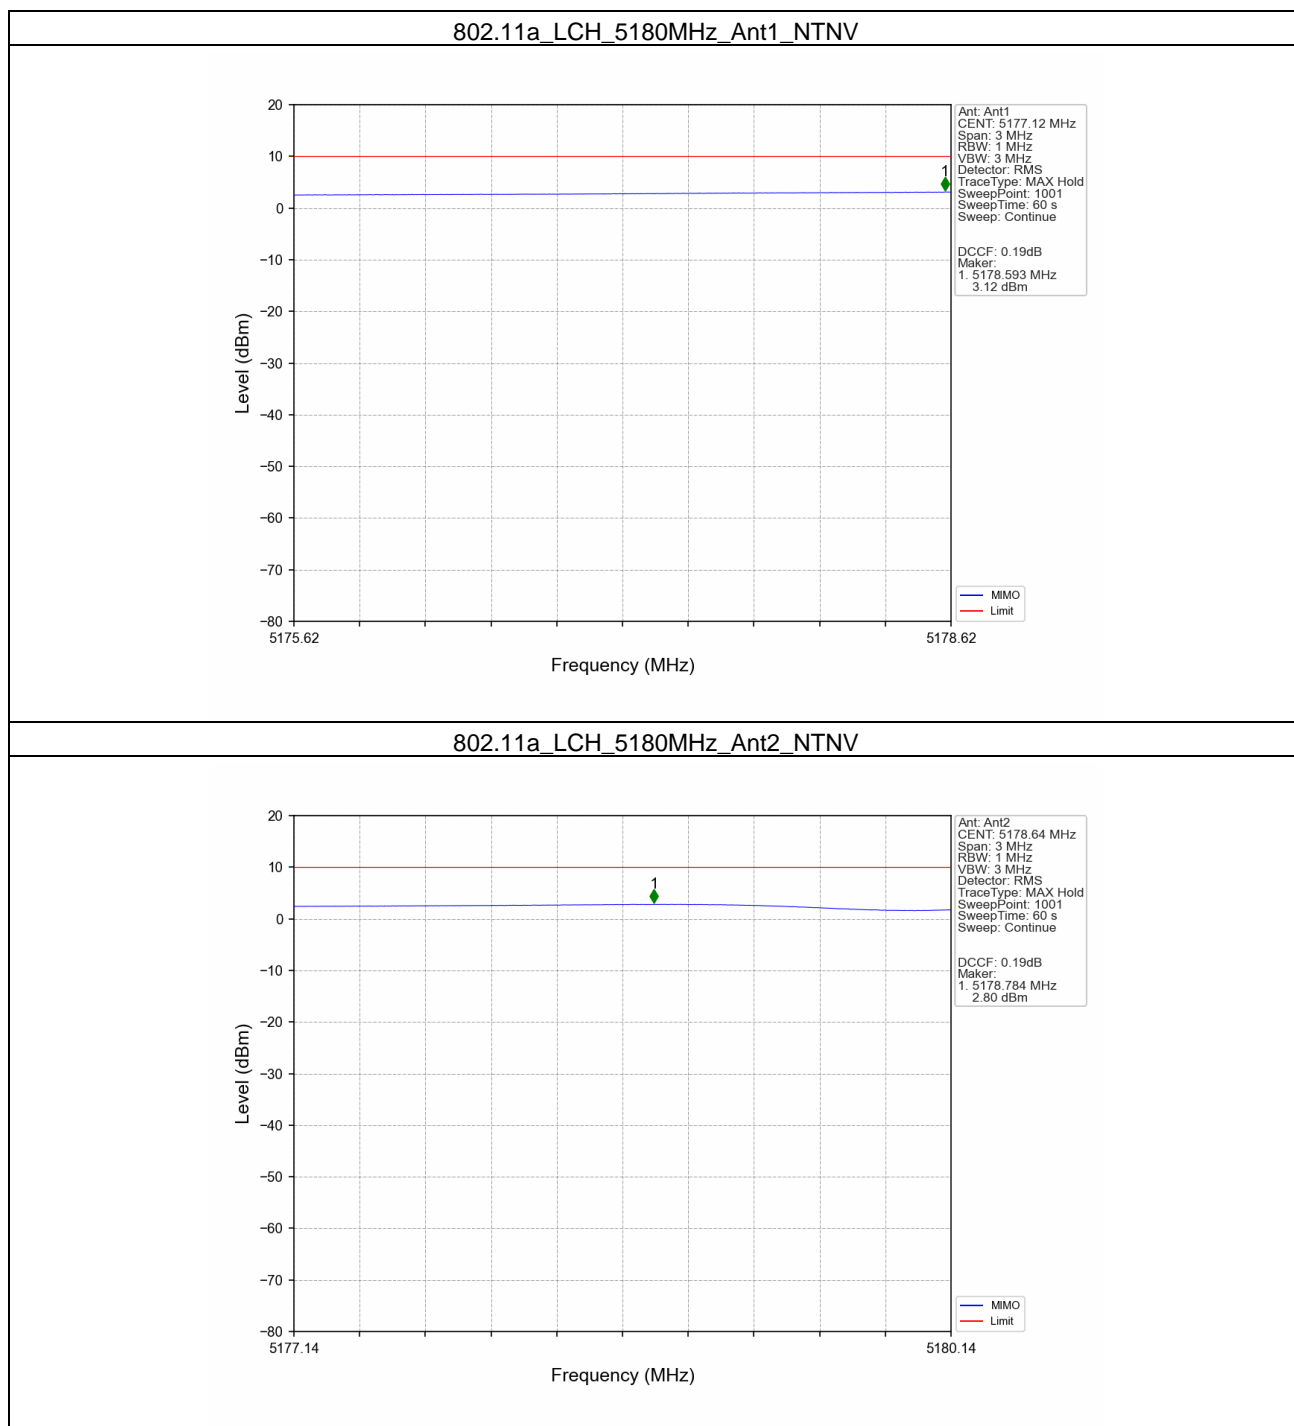 802.11a_LCH_5180MHz_Ant1_NTNV
20
10
0
−10
−20
−30
−40
−50
−60
−70
−80
Level (dBm)
1
5175.62
5178.62
Frequency (MHz)
Ant: Ant1
CENT: 5177.12 MHz
Span: 3 MHz
RBW: 1 MHz
VBW: 3 MHz
Detector: RMS
TraceType: MAX Hold
SweepPoint: 1001
SweepTime: 60 s
Sweep: Continue
DCCF: 0.19dB
Maker:
1. 5178.593 MHz
3.12 dBm
MIMO
Limit
802.11a_LCH_5180MHz_Ant2_NTNV
20
10
0
−10
−20
−30
−40
−50
−60
−70
−80
Level (dBm)
1
5177.14
5180.14
Frequency (MHz)
Ant: Ant2
CENT: 5178.64 MHz
Span: 3 MHz
RBW: 1 MHz
VBW: 3 MHz
Detector: RMS
TraceType: MAX Hold
SweepPoint: 1001
SweepTime: 60 s
Sweep: Continue
DCCF: 0.19dB
Maker:
1. 5178.784 MHz
2.80 dBm
MIMO
Limit